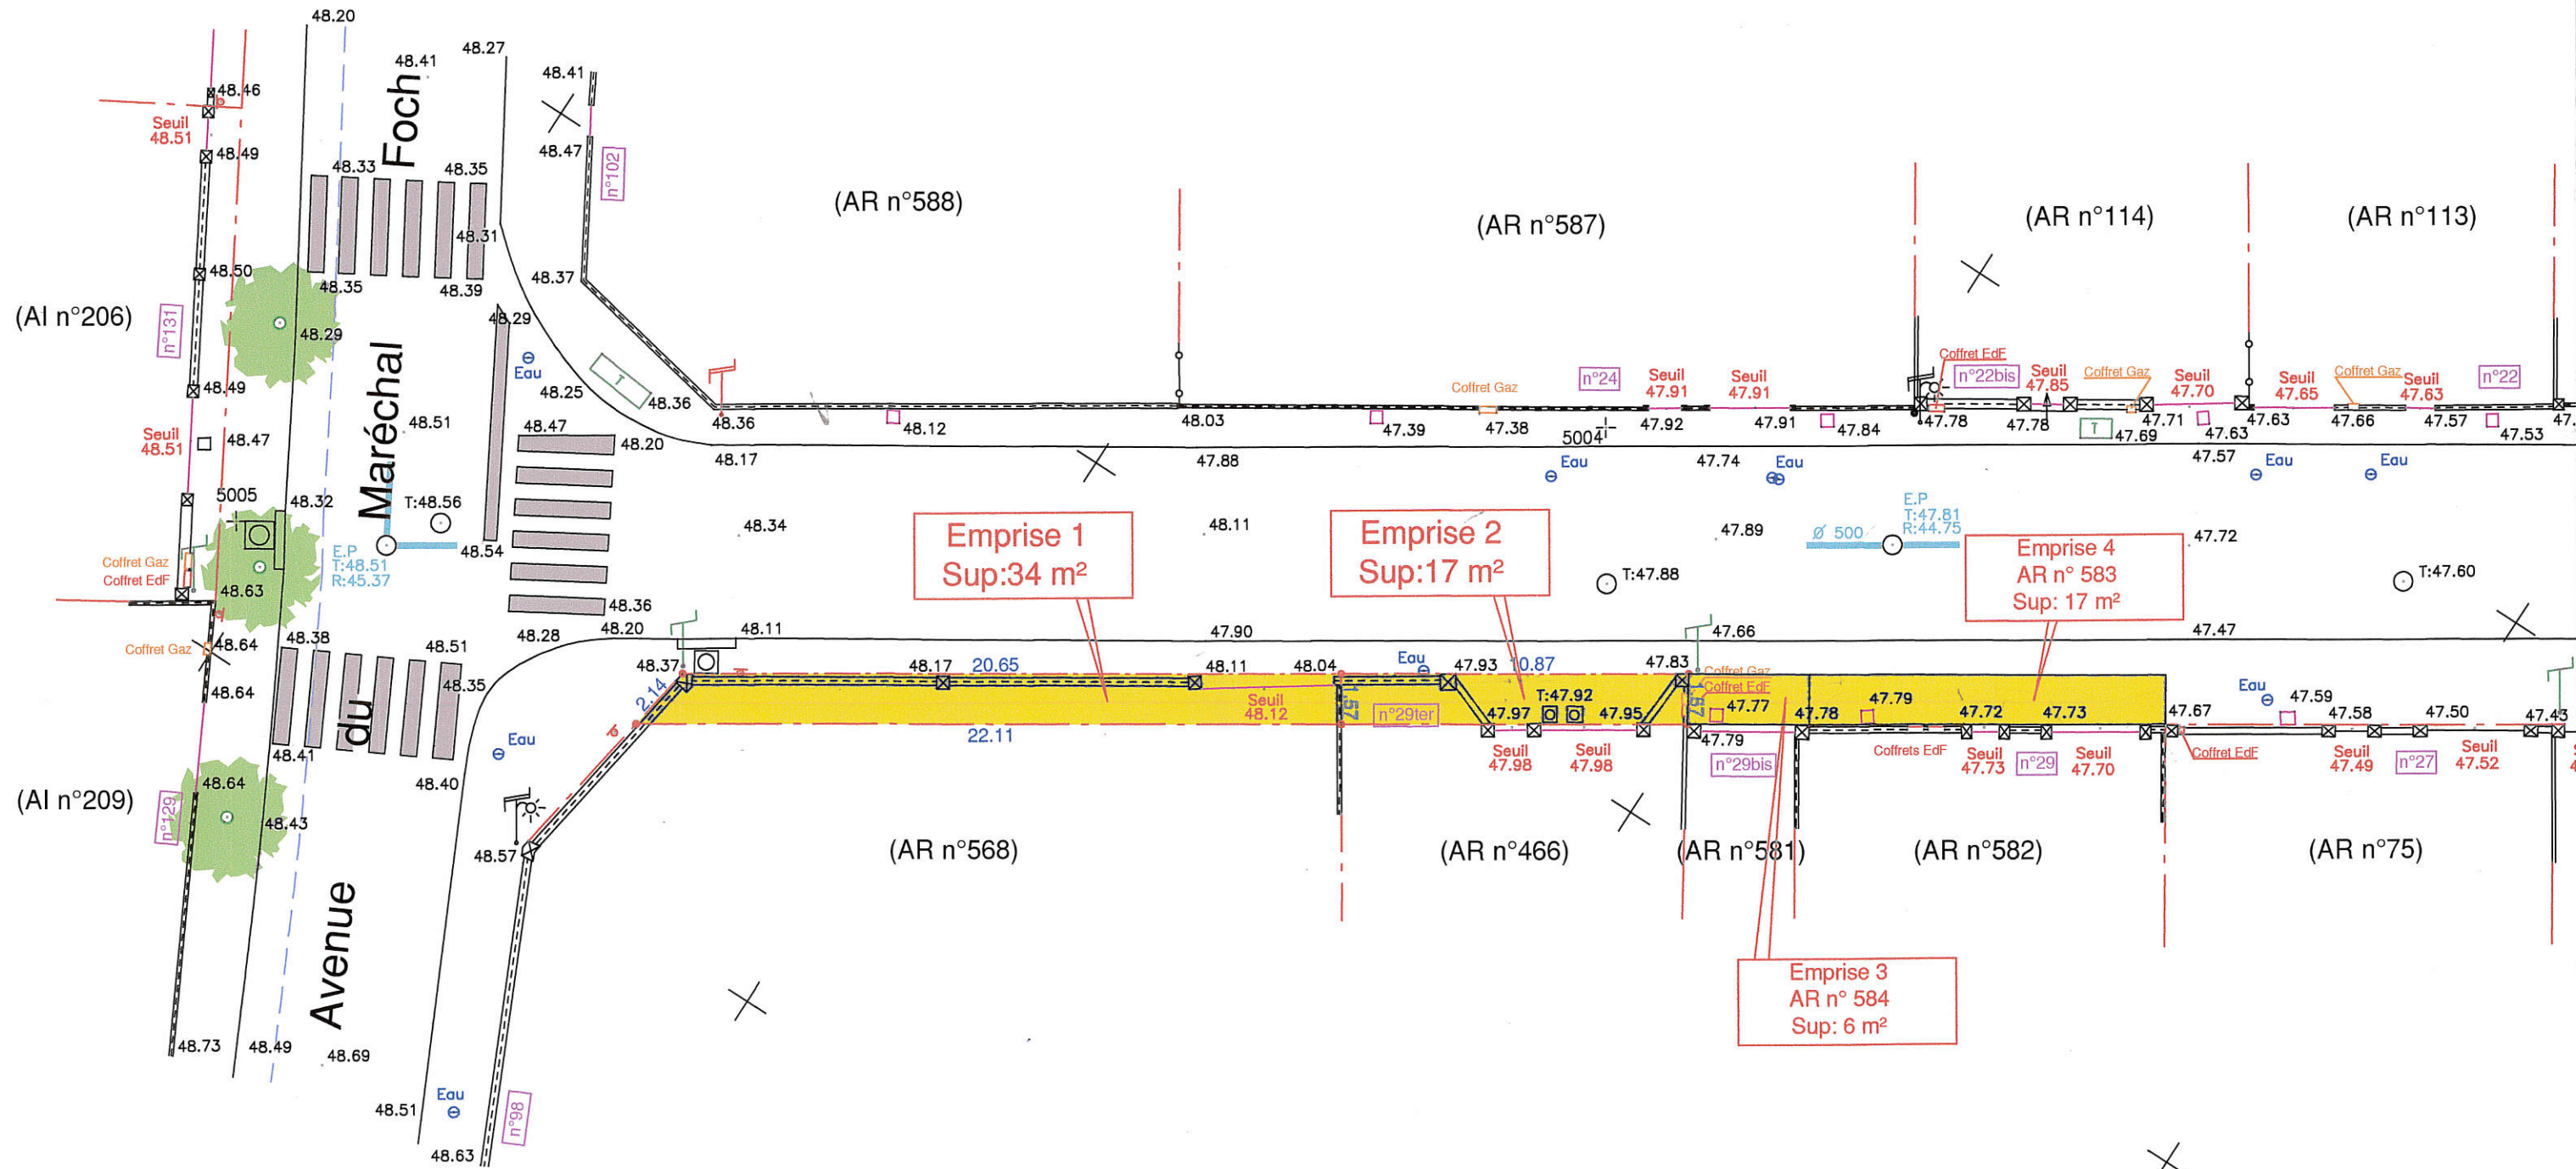 48.20
48.27
48.41
48.41
Foch
48.46
Seuil
48.51
48.49
48.47
n°102
48.33
48.35
(AR n°588)
(AR n°587)
(AR n°114)
(AR n°113)
48.31
48.50
48.35
48.39
48.37
(AI n°206)
n°131
48.29
48.29
Eau
Maréchal
48.49
48.25
T
48.36
48.36
48.12
48.03
47.39
Coffret Gaz
47.38
n°24
5004
Seuil
47.91
47.92
Seuil
47.91
47.91
47.84
Coffret EdF
47.78
n°22bis
Seuil
47.85
47.78
Coffret Gaz
T
47.69
47.71
Seuil
47.70
47.63
47.63
Seuil
47.65
Coffret Gaz
47.66
Seuil
47.63
47.57
n°22
47.53
47.
Seuil
48.51
48.47
48.51
48.47
48.20
48.17
47.88
Eau
47.74
Eau
47.57
Eau
Eau
5005
48.32
T:48.56
48.34
48.11
47.89
Ø 500
E.P
T:47.81
R:44.75
47.72
Emprise 1
Sup:34 m²
Emprise 2
Sup:17 m²
Emprise 4
AR n° 583
Sup: 17 m²
E.P
T:48.51
R:45.37
48.54
Coffret Gaz
Coffret EdF
48.63
T:47.88
T:47.60
48.36
48.38
48.51
48.28
48.20
48.11
47.90
47.66
47.47
Coffret Gaz
48.64
48.64
48.35
48.37
2.14
48.17
20.65
48.11
48.04
Eau
47.93
10.87
47.83
Coffret Gaz
Coffret EdF
Seuil
48.12
1.57
n°29ter
47.97
T:47.92
47.95
1.57
47.77
47.78
47.79
47.72
47.73
47.67
Eau
47.59
47.58
47.50
47.43
22.11
du
48.41
48.40
Eau
Seuil
47.98
Seuil
47.98
47.79
n°29bis
Coffrets EdF
Seuil
47.73
n°29
Seuil
47.70
Coffret EdF
Seuil
47.49
n°27
Seuil
47.52
(AI n°209)
48.64
n°129
48.43
48.57
(AR n°568)
(AR n°466)
(AR n°581)
(AR n°582)
(AR n°75)
Avenue
Emprise 3
AR n° 584
Sup: 6 m²
48.73
48.49
48.69
48.51
Eau
n°98
48.63